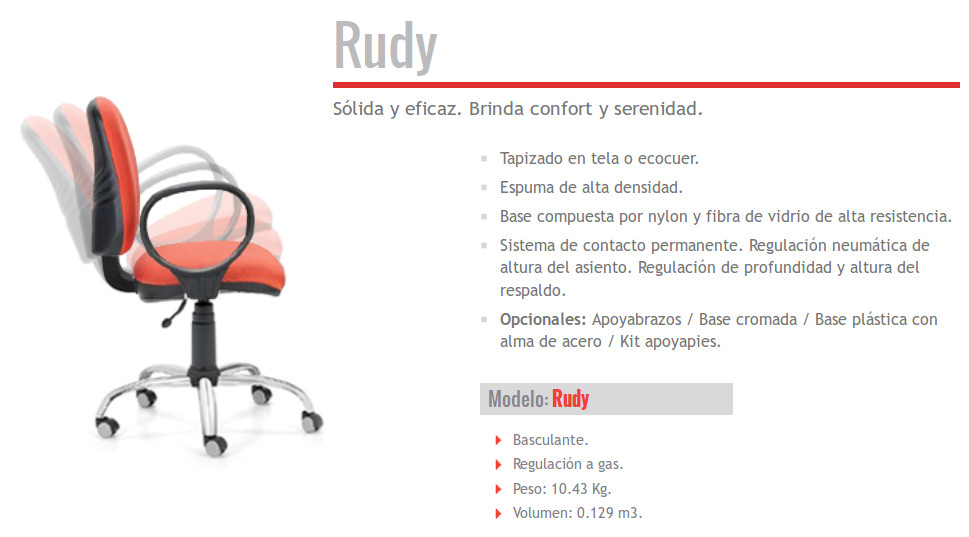 Rudy
Sólida y eficaz. Brinda confort y serenidad.
Tapizado en tela o ecocuer.
Espuma de alta densidad.
Base compuesta por nylon y fibra de vidrio de alta resistencia.
Sistema de contacto permanente. Regulación neumática de
altura del asiento. Regulación de profundidad y altura del
respaldo.
Opcionales: Apoyabrazos / Base cromada / Base plástica con
alma de acero / Kit apoyapies.
Modelo: Rudy
Basculante.
Regulación a gas.
Peso: 10.43 Kg.
Volumen: 0.129 m3.